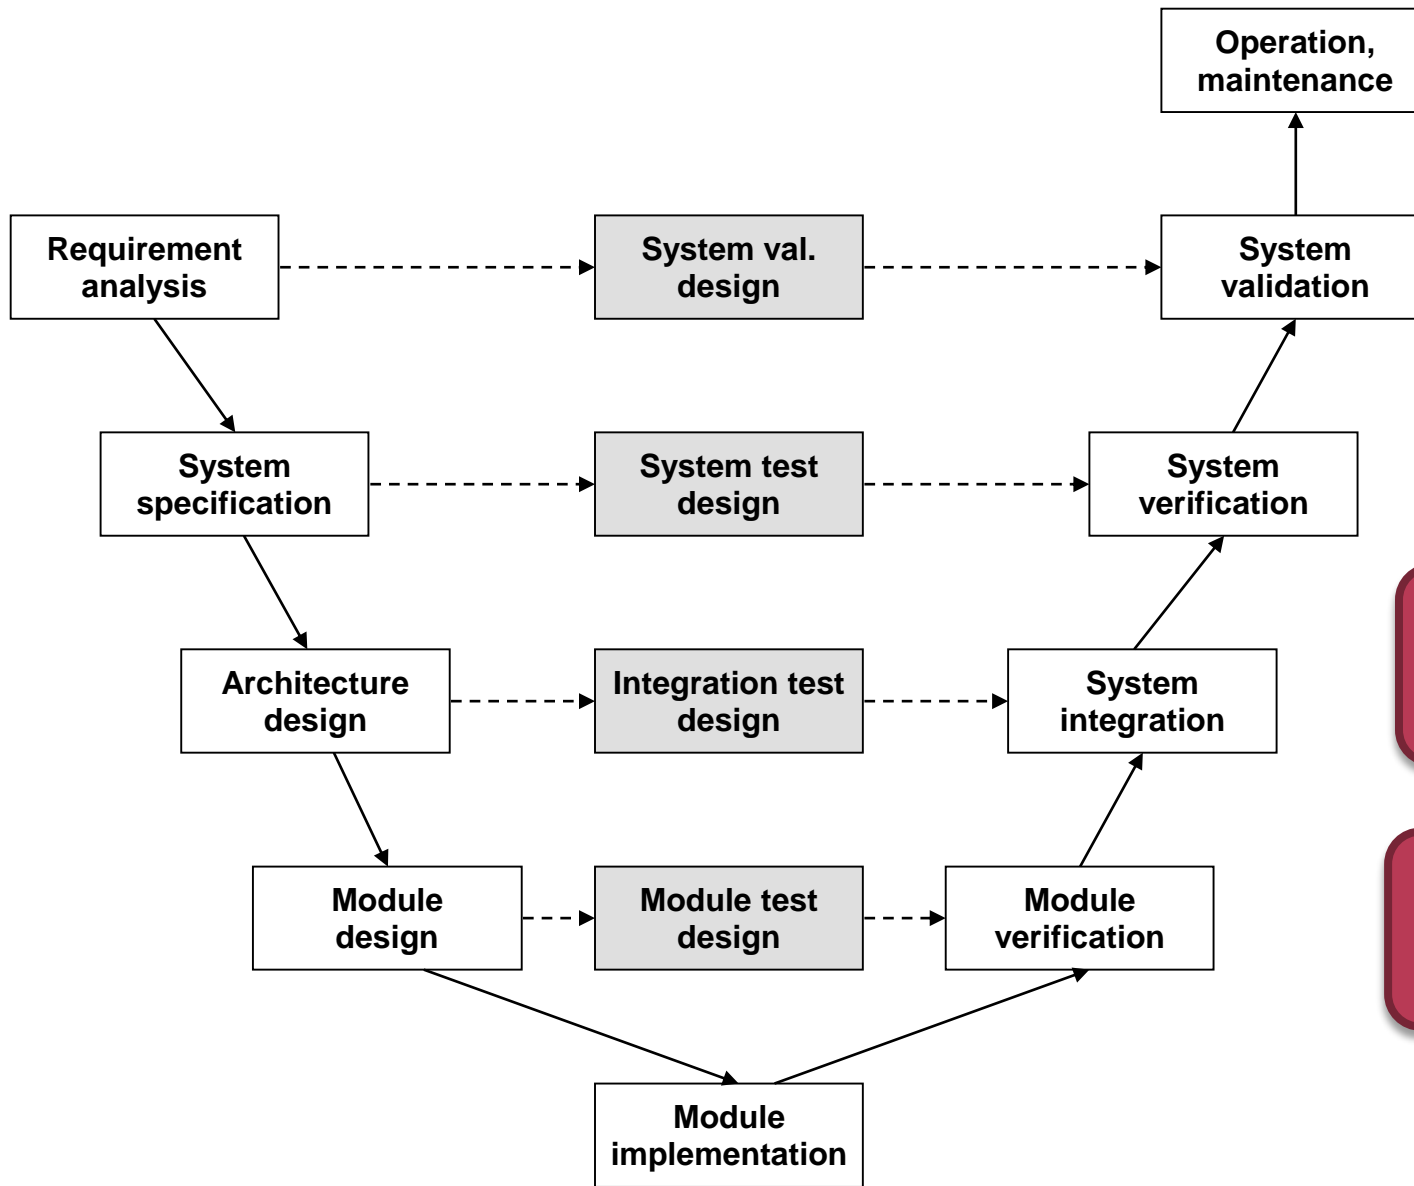 Operation,
maintenance
Requirement
analysis
System val.
design
System
validation
System
specification
System test
design
System
verification
Architecture
design
Integration test
design
System
integration
Module
design
Module test
design
Module
verification
Module
implementation